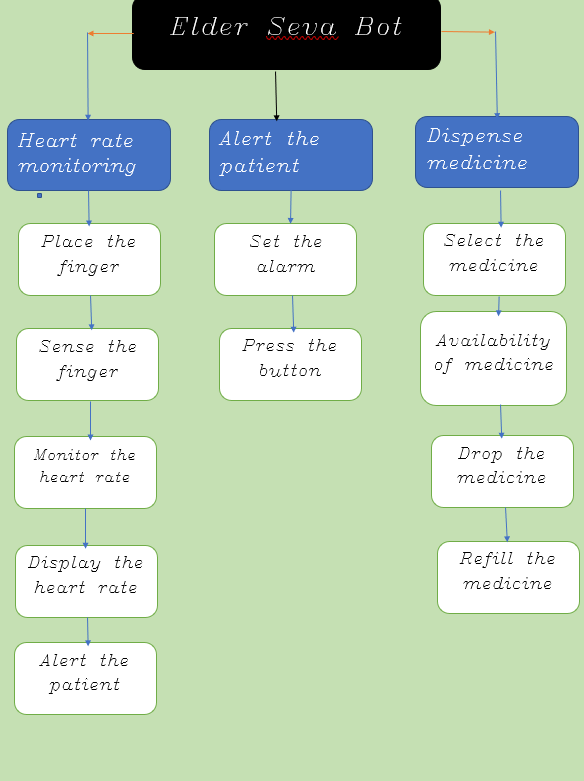 Elder Seva Bot
Heart rate
monitoring
Place the
finger
Sense the
finger
Monitor the
heart rate
Display the
heart rate
Alert the
patient
Alert the
patient
Set the
alarm
Press the
button
Dispense
medicine
Select the
medicine
Availability
of medicine
Drop the
medicine
Refill the
medicine